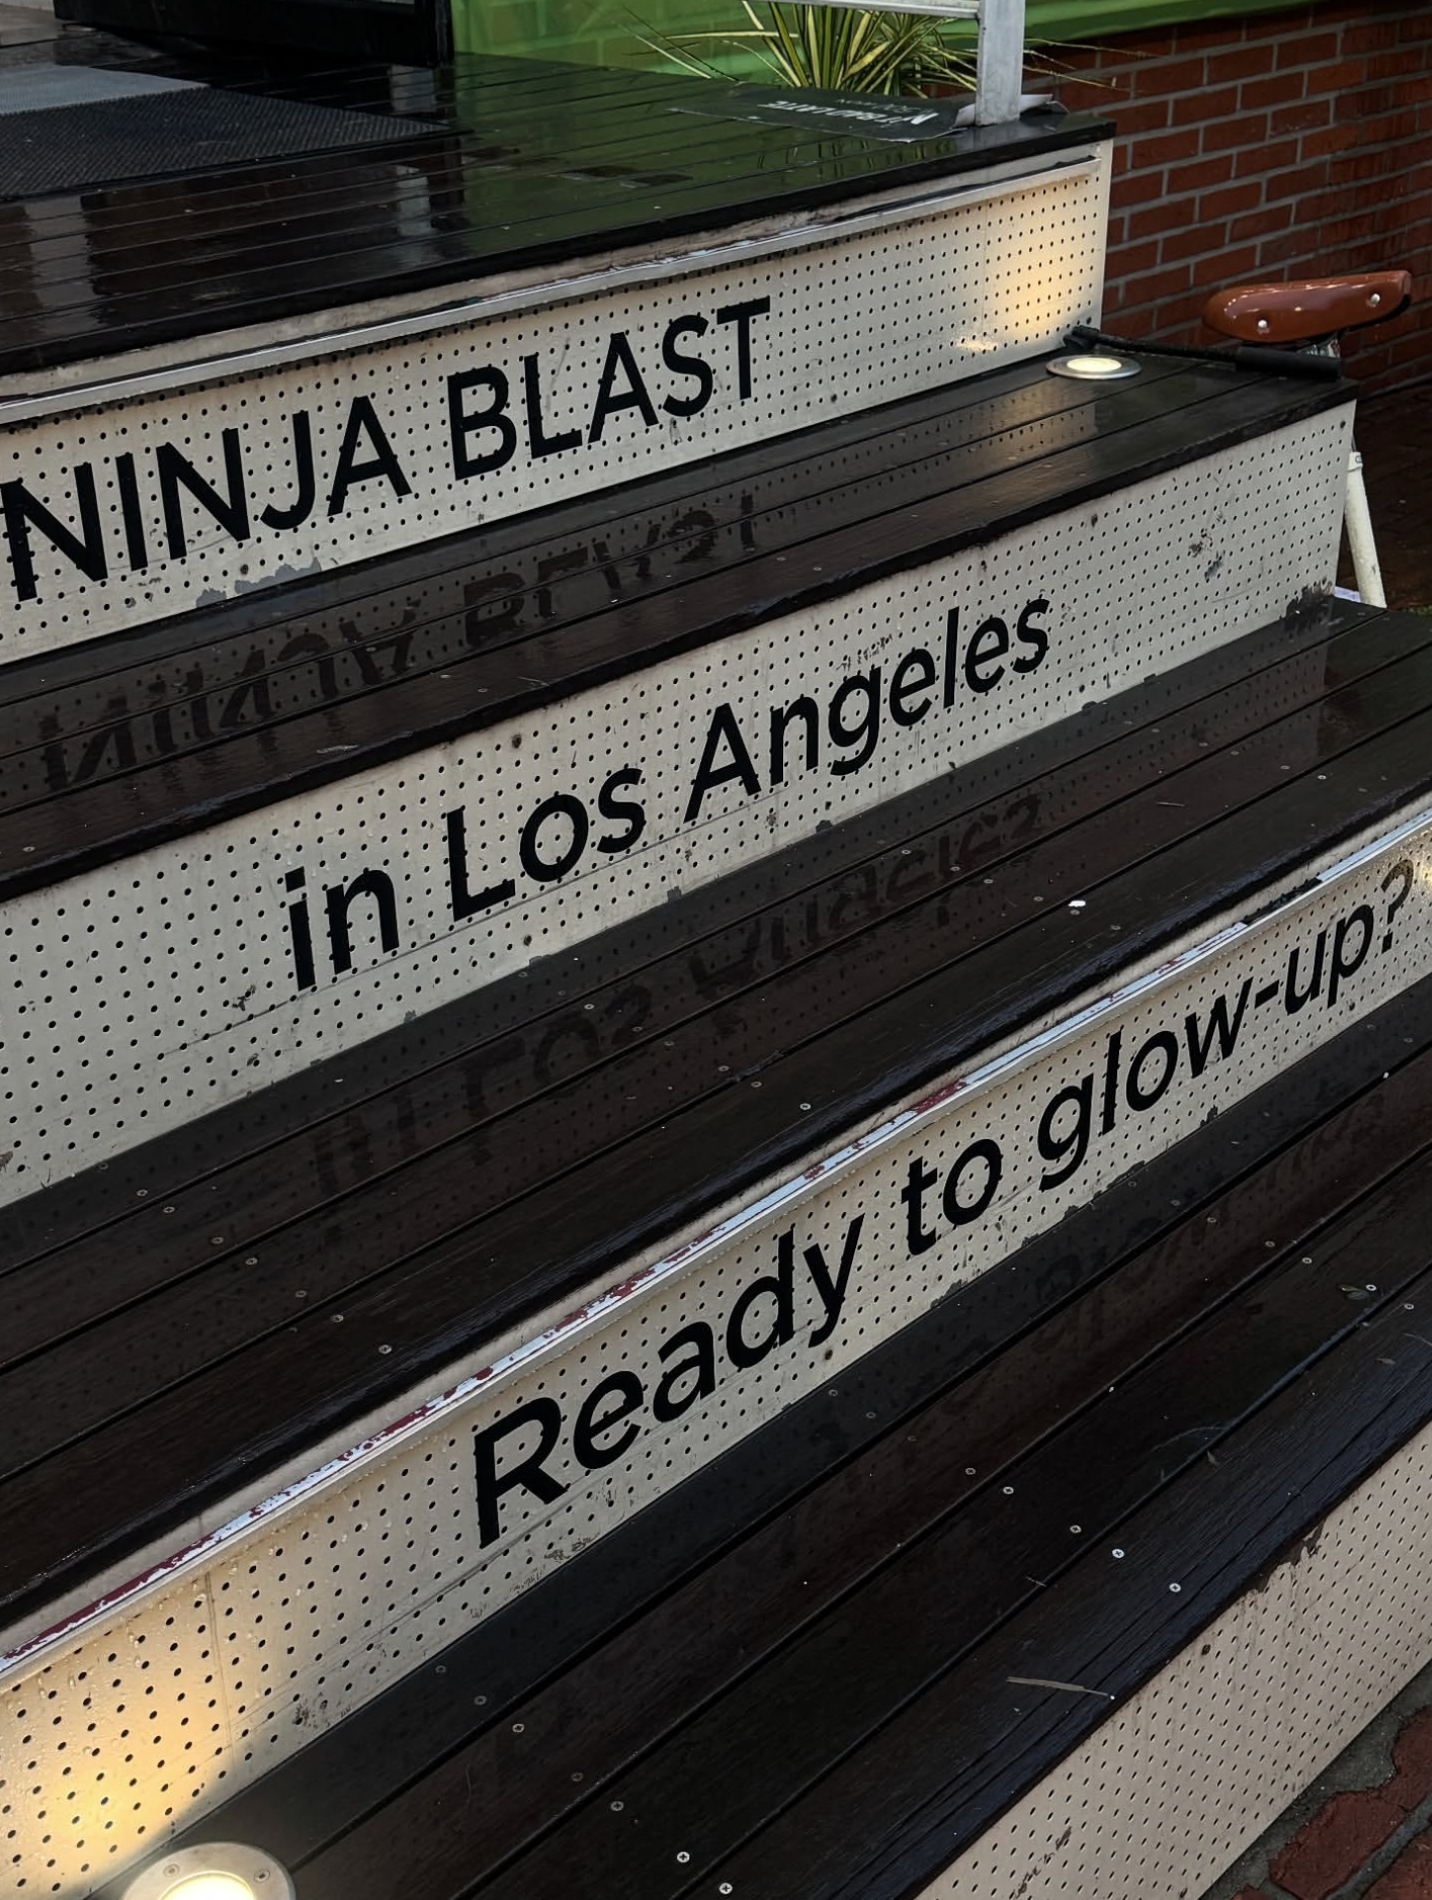 NINJA BLAST
in Los Angeles
Ready to glow-up?